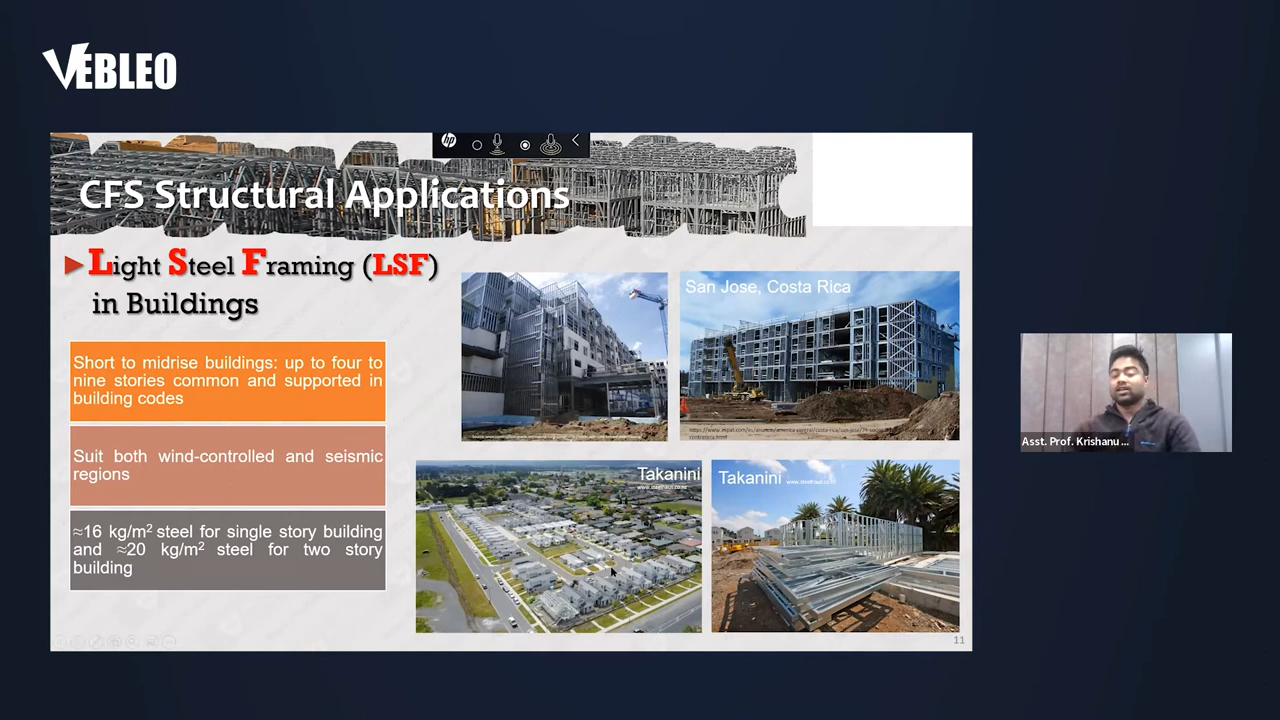 VEBLEO
hp
CFS Structural Applications
Light Steel Framing (LSF)
in Buildings
Short to midrise buildings: up to four to
nine stories common and supported in
building codes
Suit both wind-controlled and seismic
regions
≈16 kg/m² steel for single story building
and ≈20 kg/m² steel for two story
building
San Jose, Costa Rica
Takanini
Takanini
11
Asst. Prof. Krishanu ...